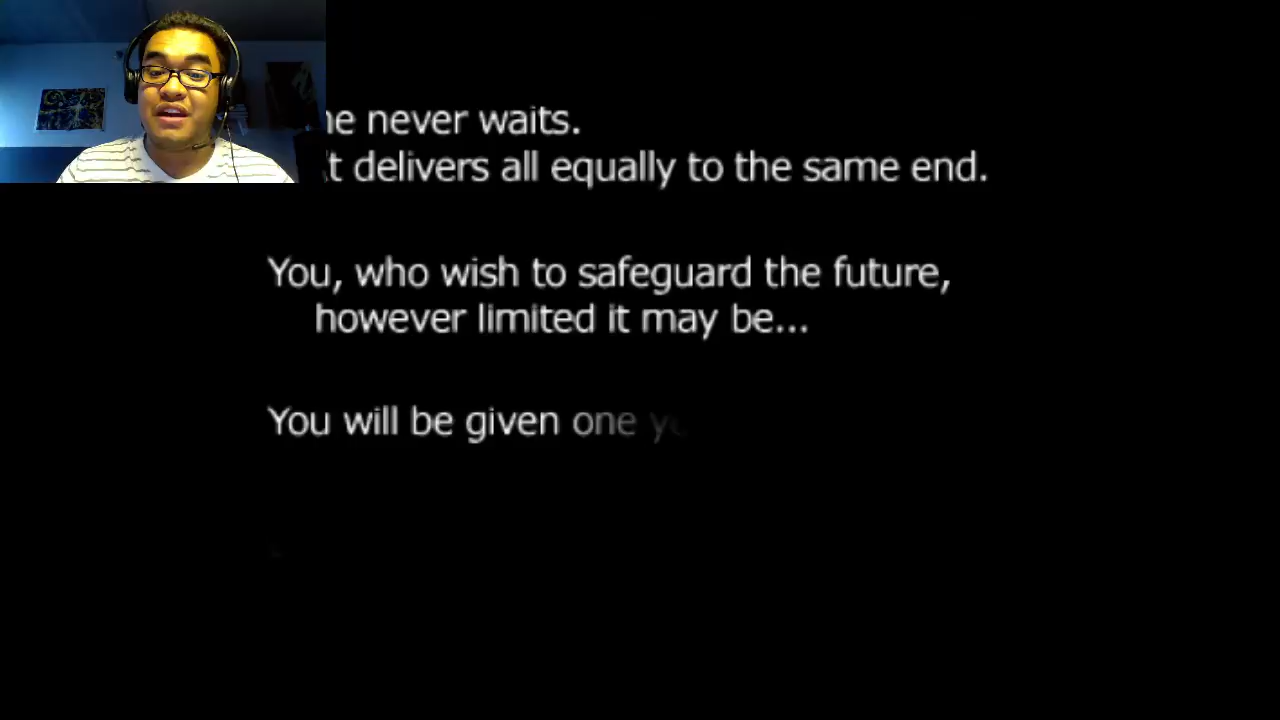 never waits.
delivers all equally to the same end.
You, who wish to safeguard the future,
however limited it may be...
You will be given one